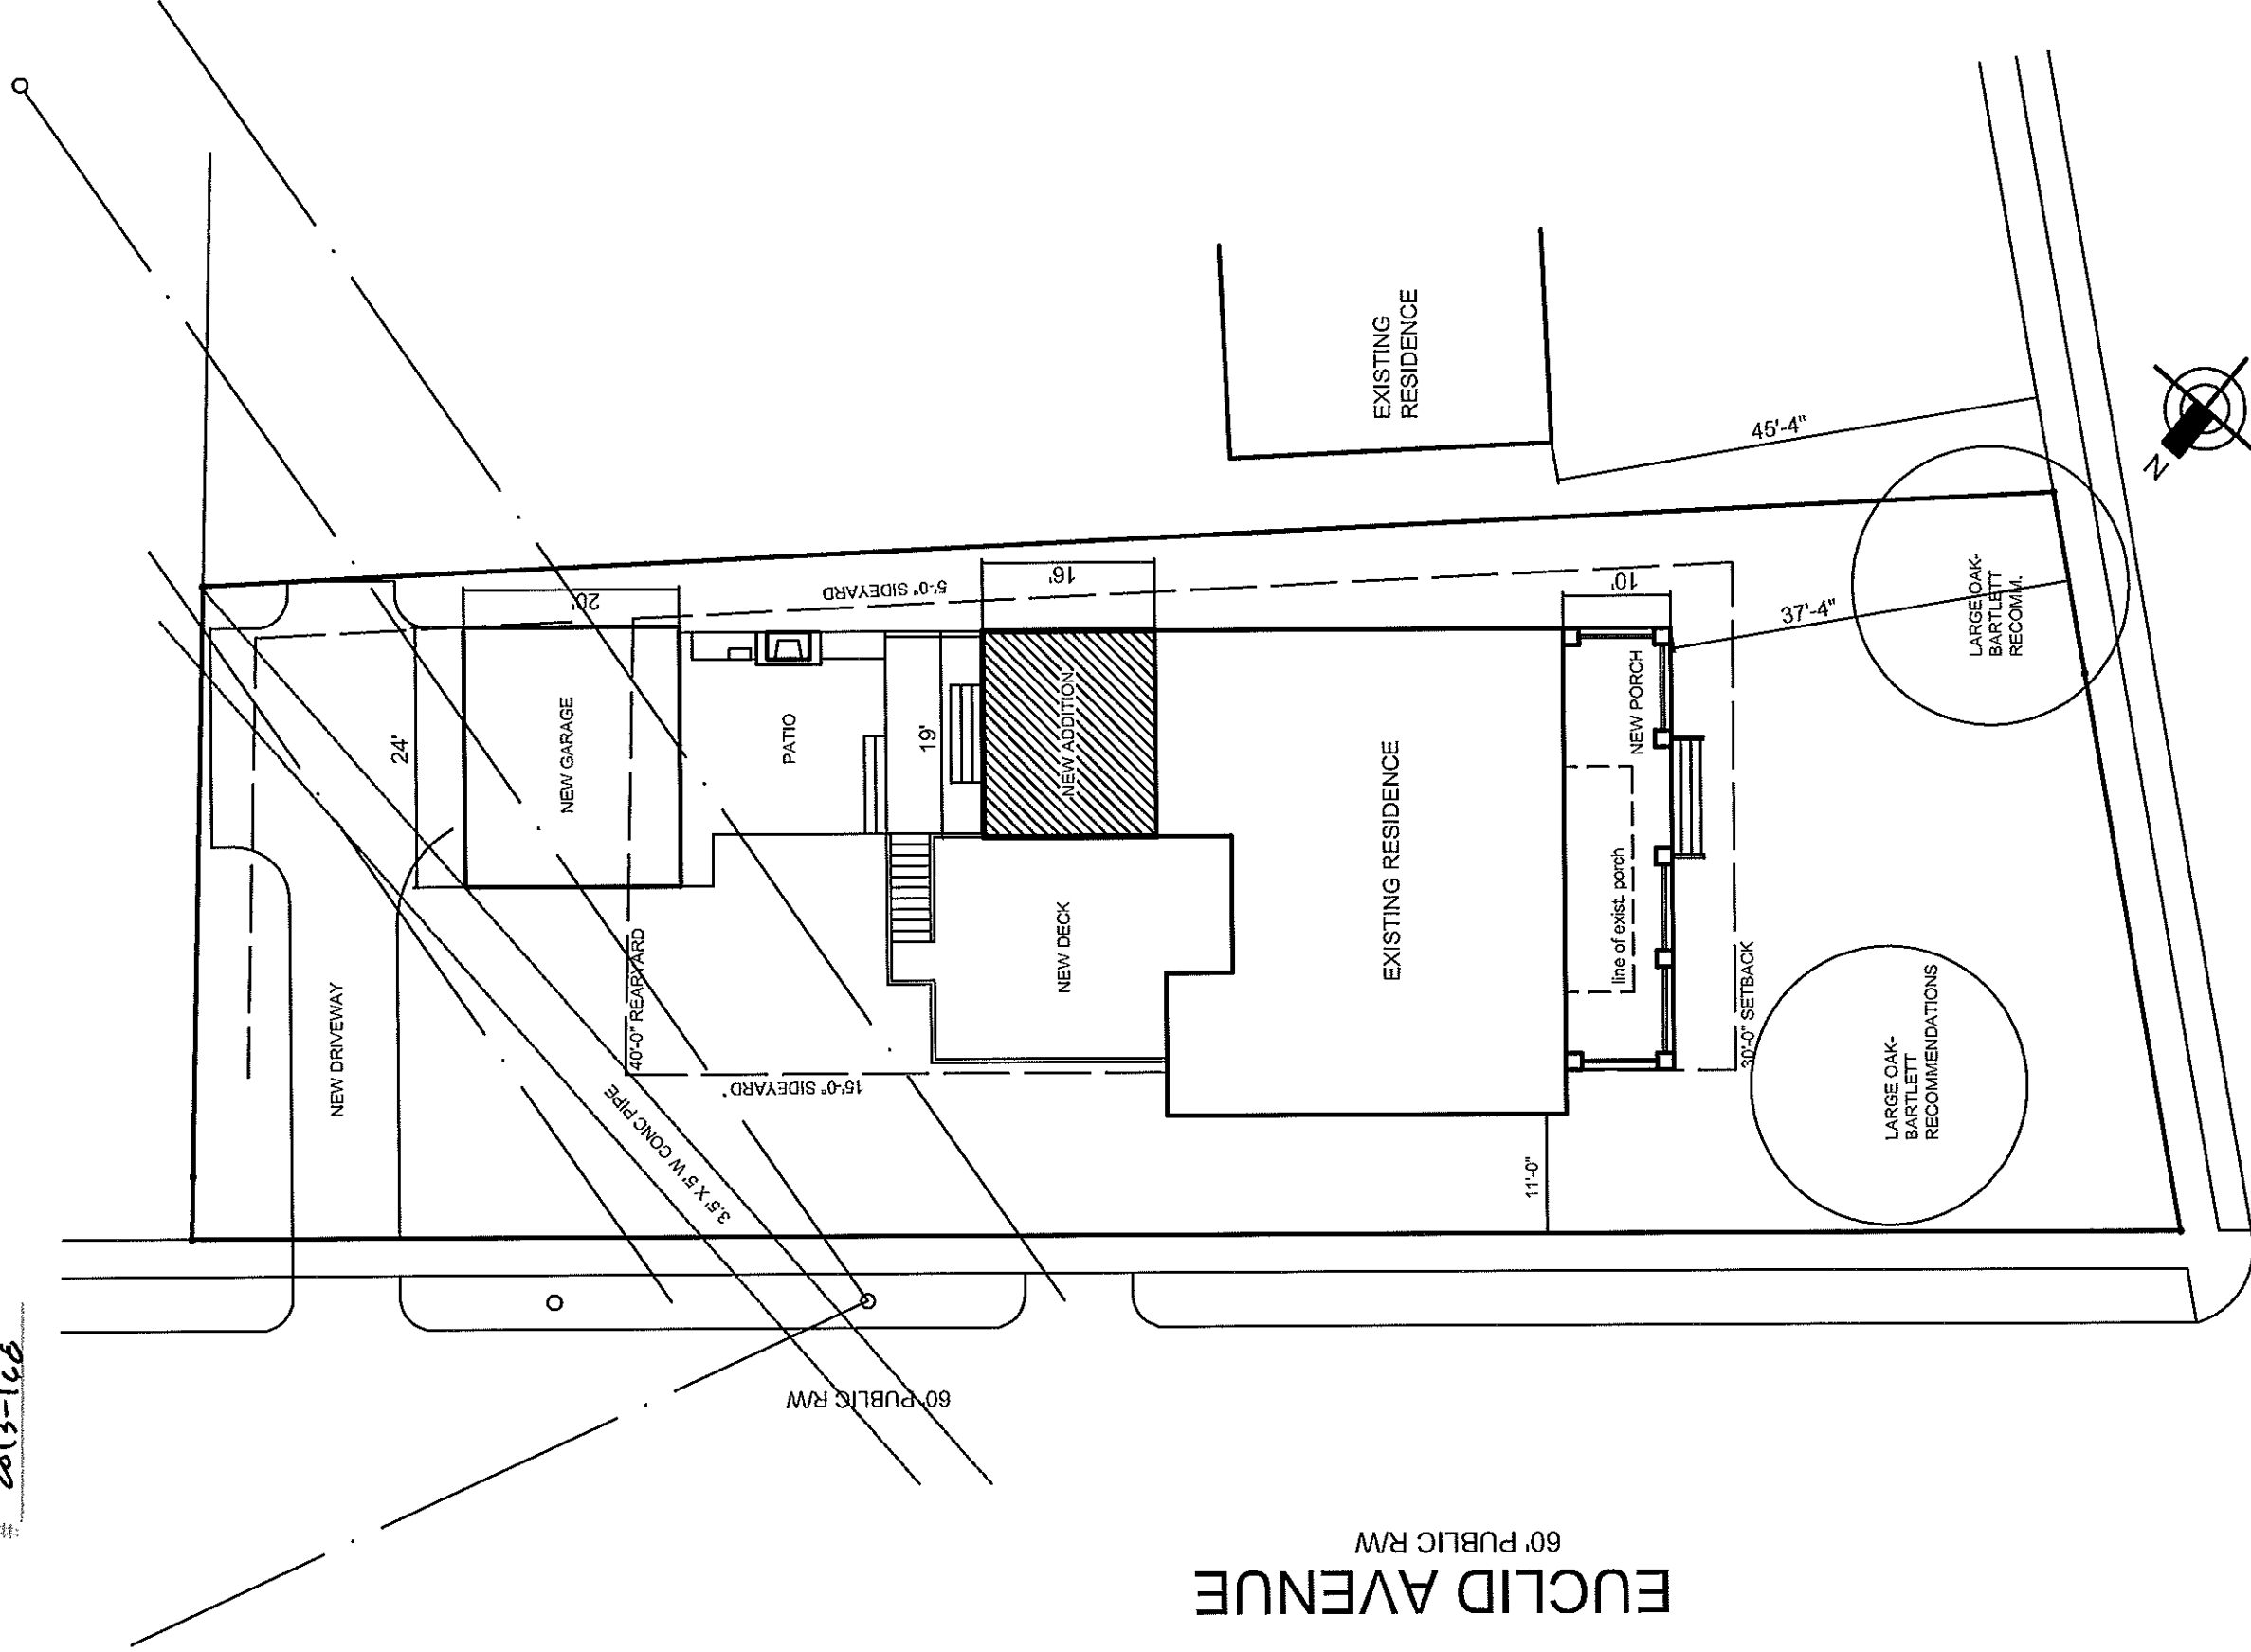 # 2013-168
24'
20'
NEW GARAGE
NEW DRIVEWAY
40'-0" REARYARD
5'-0" SIDEYARD
PATIO
19'
16'
NEW ADDITION
NEW DECK
15'-0" SIDEYARD
3.5' X 5' W CONC PIPE
EXISTING
RESIDENCE
EXISTING RESIDENCE
45'-4"
10'
NEW PORCH
line of exist. porch
37'-4"
30'-0" SETBACK
11'-0"
LARGE OAK-
BARTLETT
RECOMM.
LARGE OAK-
BARTLETT
RECOMMENDATIONS
N
60' PUBLIC R/W
60' PUBLIC R/W
EUCLID AVENUE